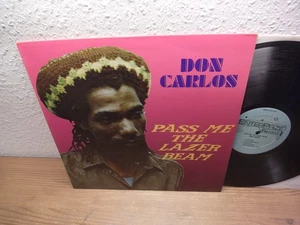 DON
CARLOS
PASS ME
THE
LAZER
BEAM